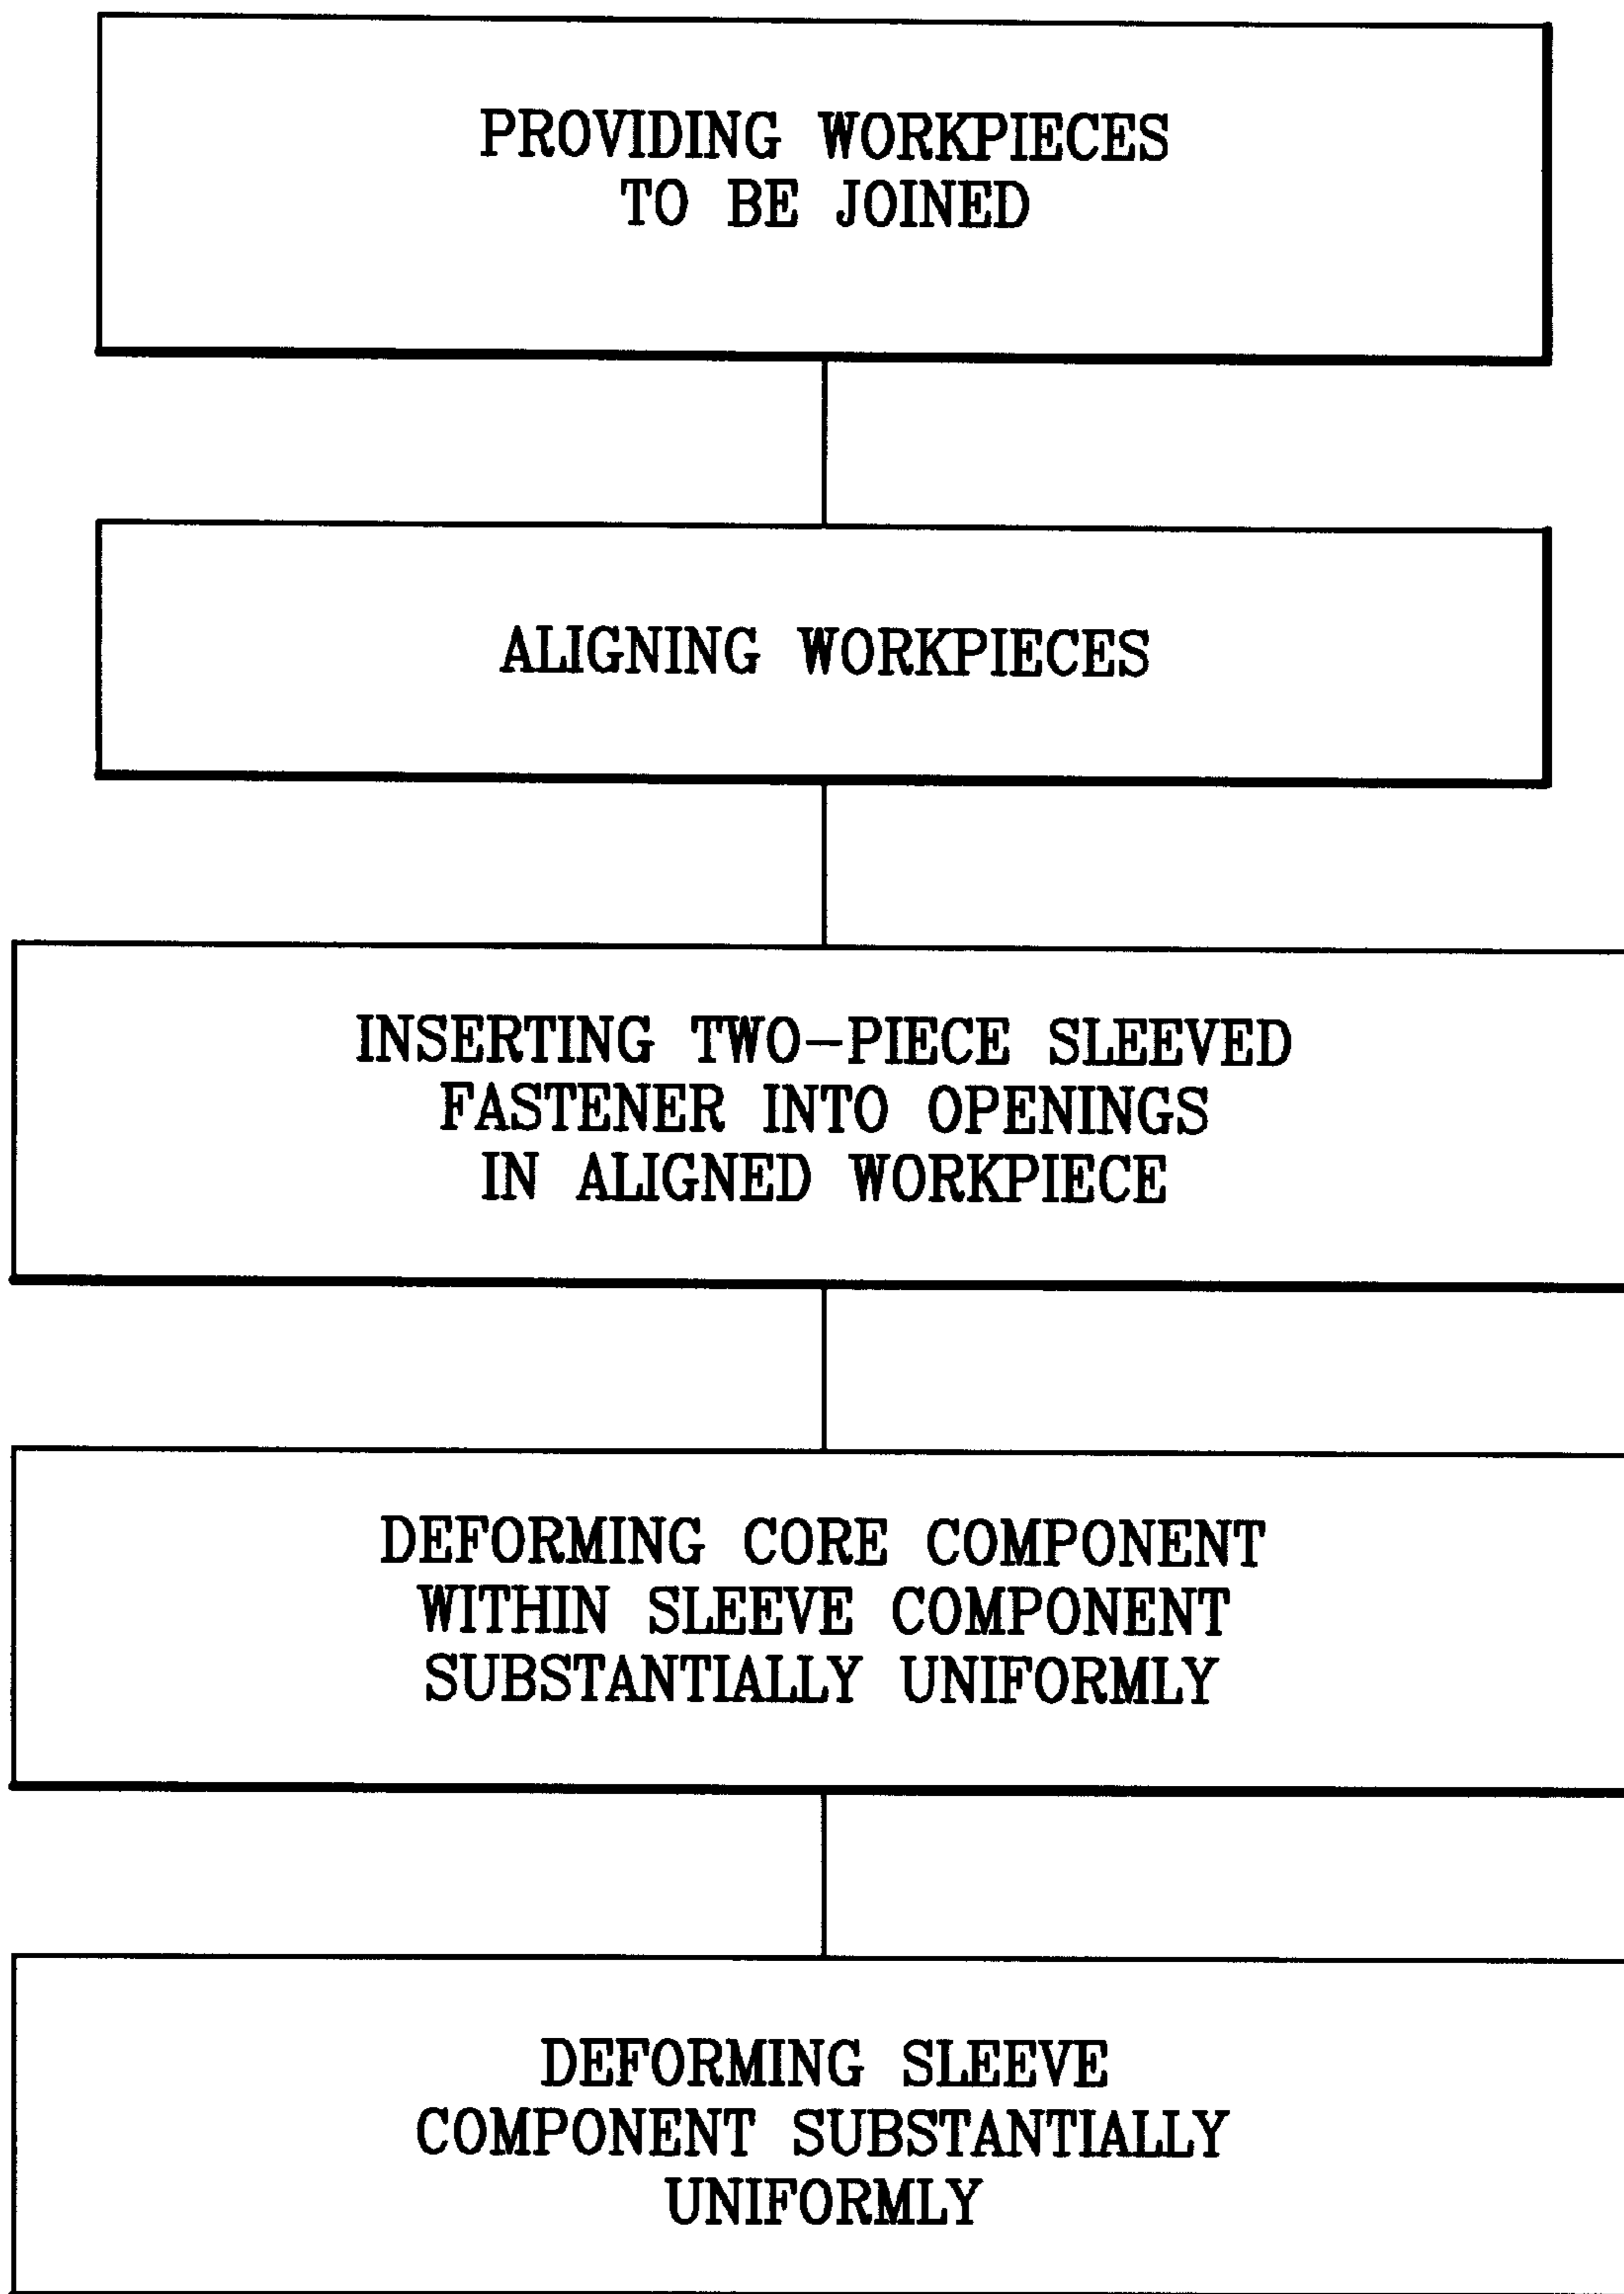 PROVIDING WORKPIECES
TO BE JOINED
ALIGNING WORKPIECES
INSERTING TWO-PIECE SLEEVED
FASTENER INTO OPENINGS
IN ALIGNED WORKPIECE
DEFORMING CORE COMPONENT
WITHIN SLEEVE COMPONENT
SUBSTANTIALLY UNIFORMLY
DEFORMING SLEEVE
COMPONENT SUBSTANTIALLY
UNIFORMLY